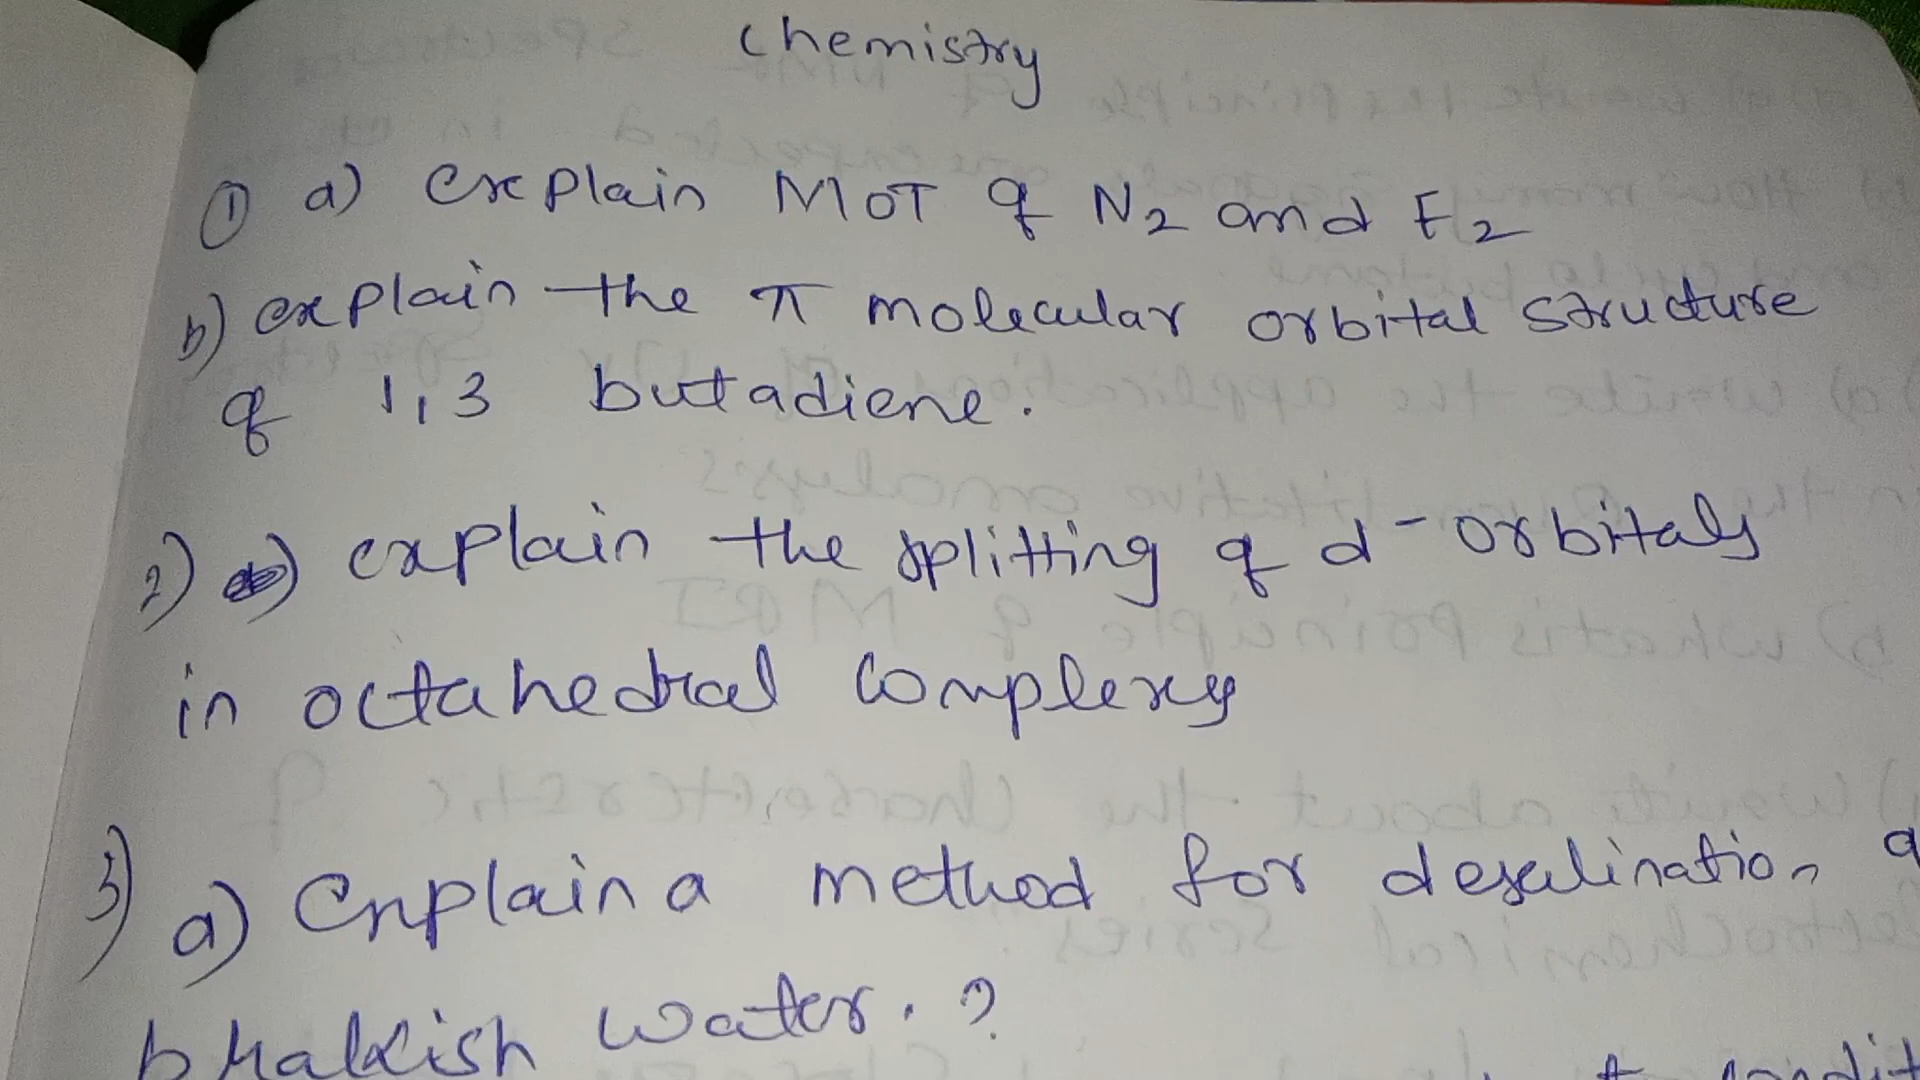 Chemistry
① a) explain MOT of N2 and F2
b) explain the π molecular orbital structure
of 1,3 butadiene.
2) explain the splitting of d-orbitals
in octahedral complexes
3) a) Explain a method for desalination
brakish water.?